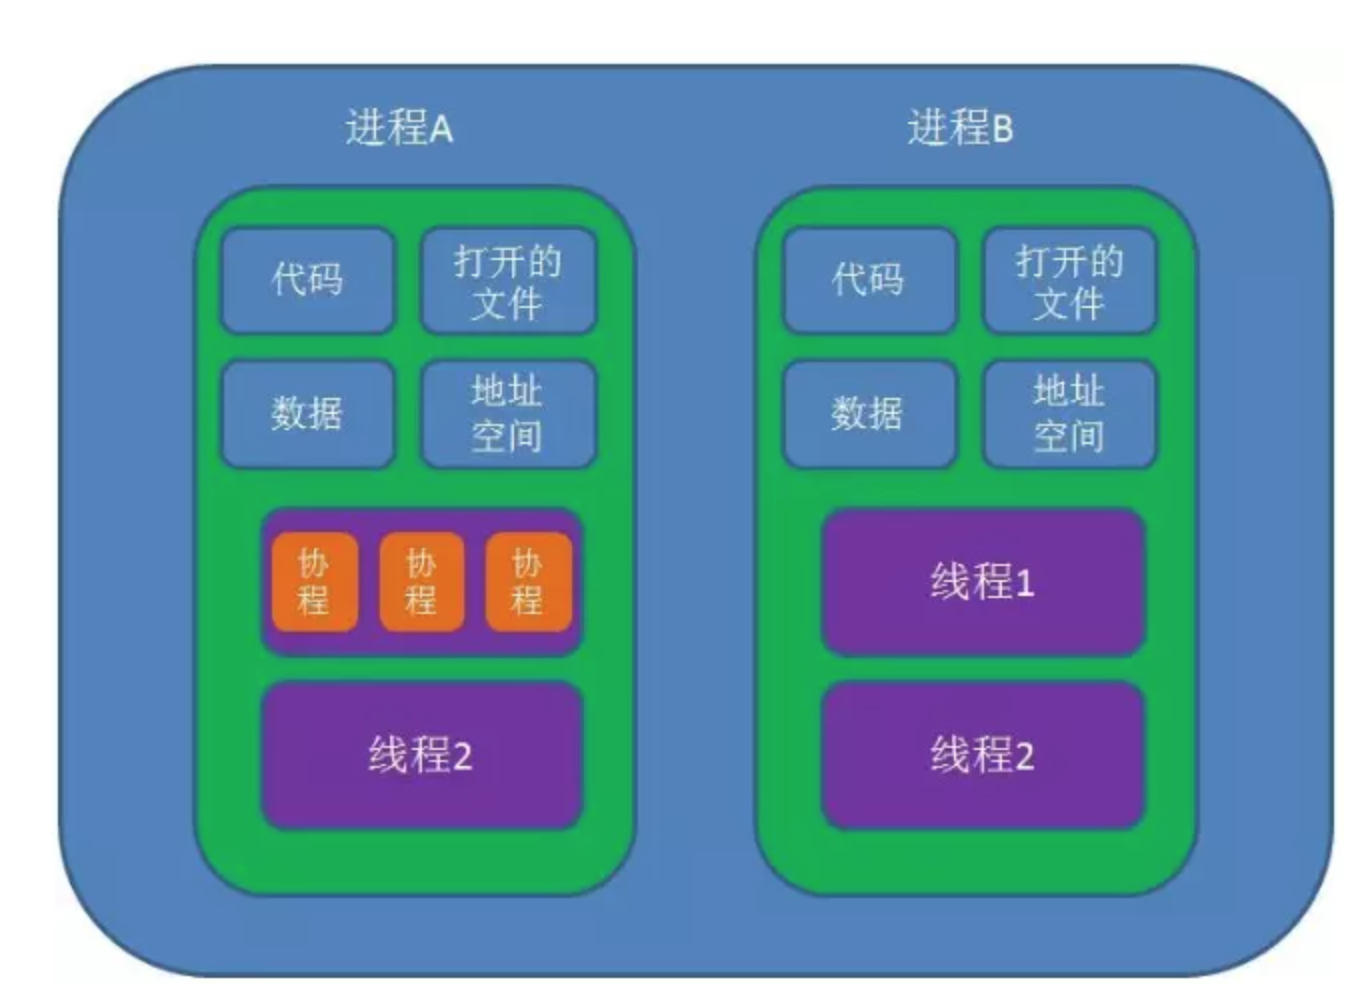 进程A
进程B
代码
打开的
文件
代码
打开的
文件
数据
地址
空间
数据
地址
空间
协
程
协
程
协
程
线程1
线程2
线程2